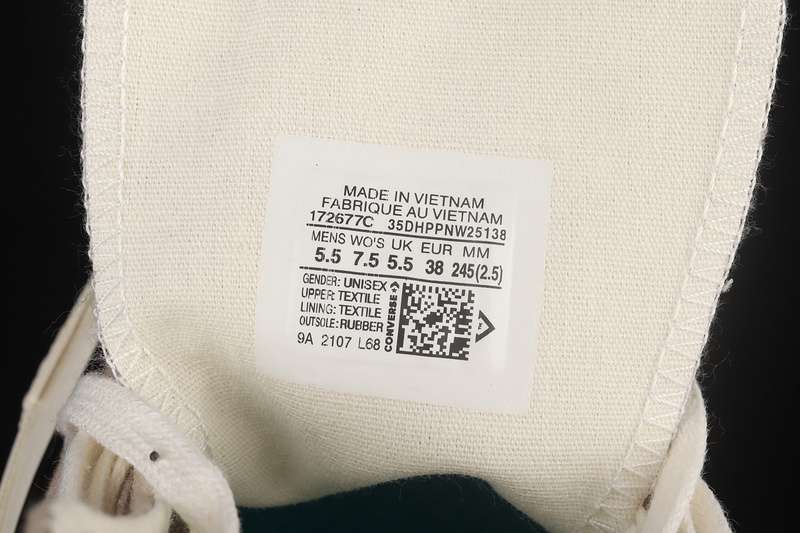 MADE IN VIETNAM
FABRIQUE AU VIETNAM
172677C 35DHPPNW25138
MENS WO'S UK EUR MM
5.5 7.5 5.5 38 245(2.5)
GENDER: UNISEX
UPPER: TEXTILE
LINING: TEXTILE
OUTSOLE: RUBBER
9A 2107 L68
CONVERSE